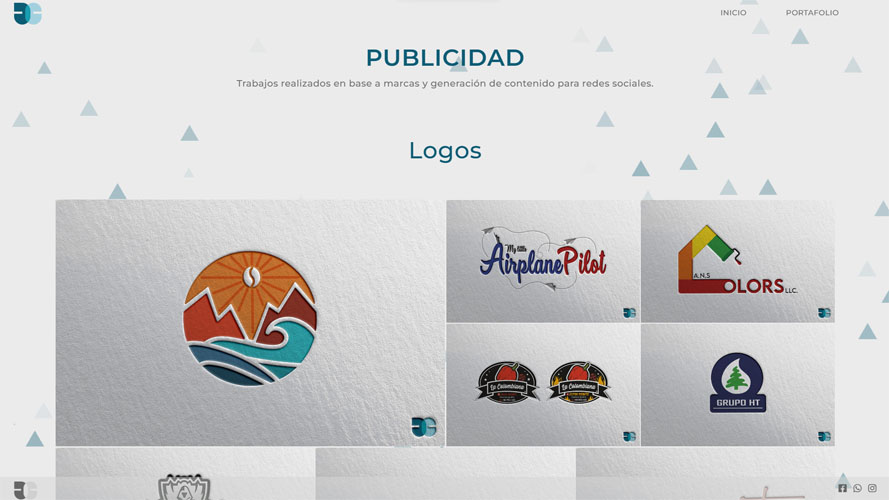 INICIO
PORTAFOLIO
PUBLICIDAD
Trabajos realizados en base a marcas y generación de contenido para redes sociales.
Logos
My little
AirplanePilot
A.N.S
COLORS LLC.
La Colombiana
La Colombiana
GRUPO HT